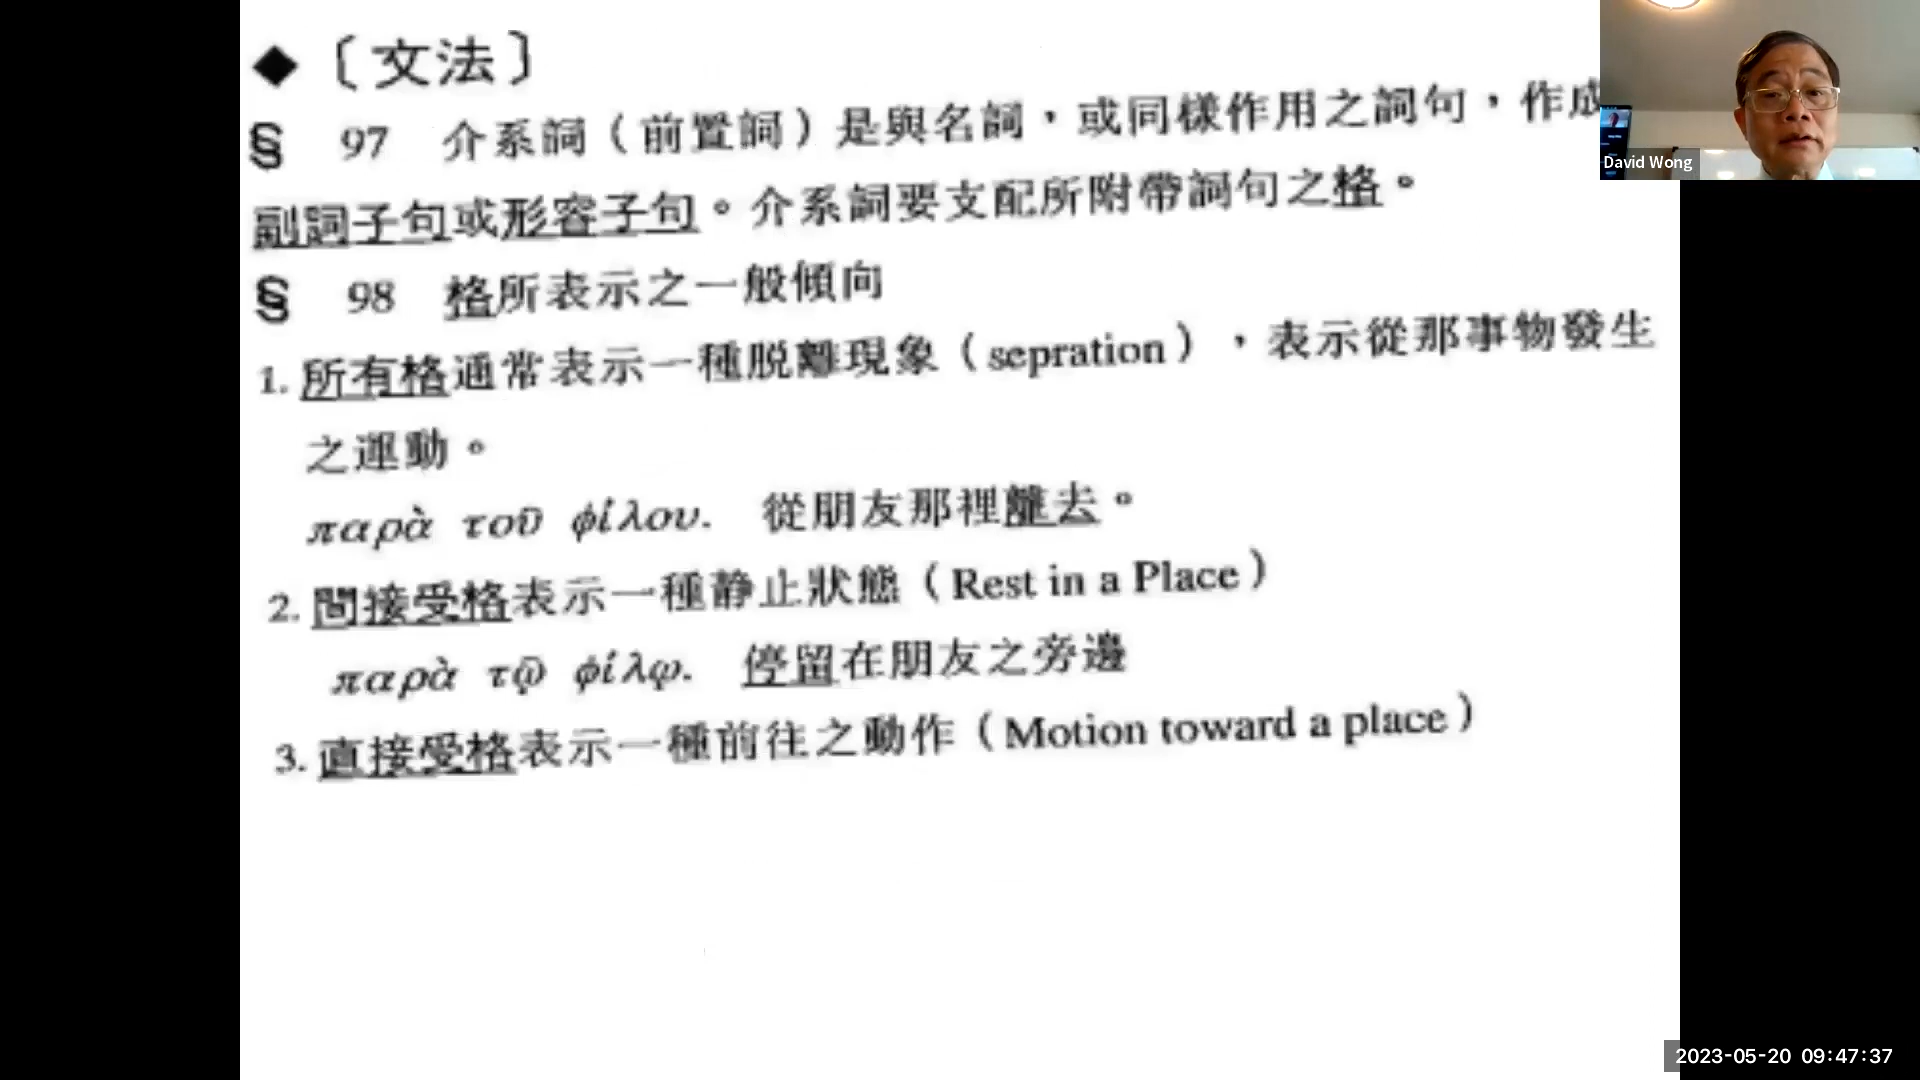 ◆〔文法〕
§ 97 介系詞（前置詞）是與名詞，或同樣作用之詞句，作成
副詞子句或形容子句。介系詞要支配所附帶詞句之格。
§ 98 格所表示之一般傾向
1. 所有格通常表示一種脱離現象（sepration），表示從那事物發生
之運動。
παρὰ τοῦ φίλου. 從朋友那裡離去。
2. 間接受格表示一種静止狀態（Rest in a Place）
παρὰ τῷ φίλῳ. 停留在朋友之旁邊
3. 直接受格表示一種前往之動作（Motion toward a place）
David Wong
2023-05-20 09:47:37